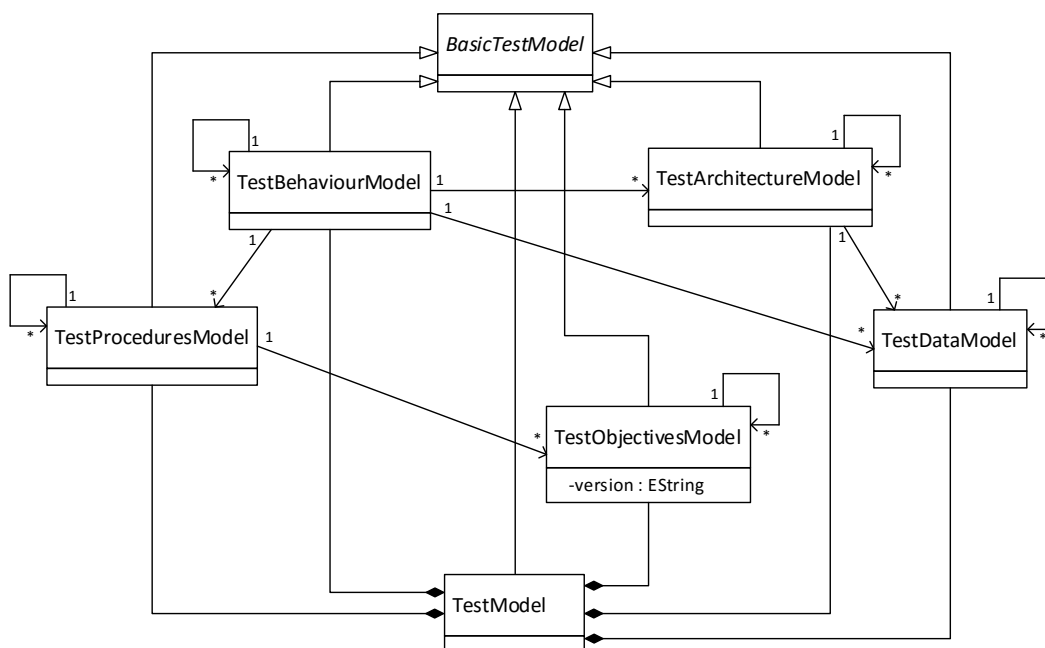 BasicTestModel
1
*
TestBehaviourModel
1
*
1
*
TestArchitectureModel
1
1
*
1
*
1
*
TestProceduresModel
1
*
*
1
*
TestDataModel
1
*
TestObjectivesModel
*
-version : EString
TestModel